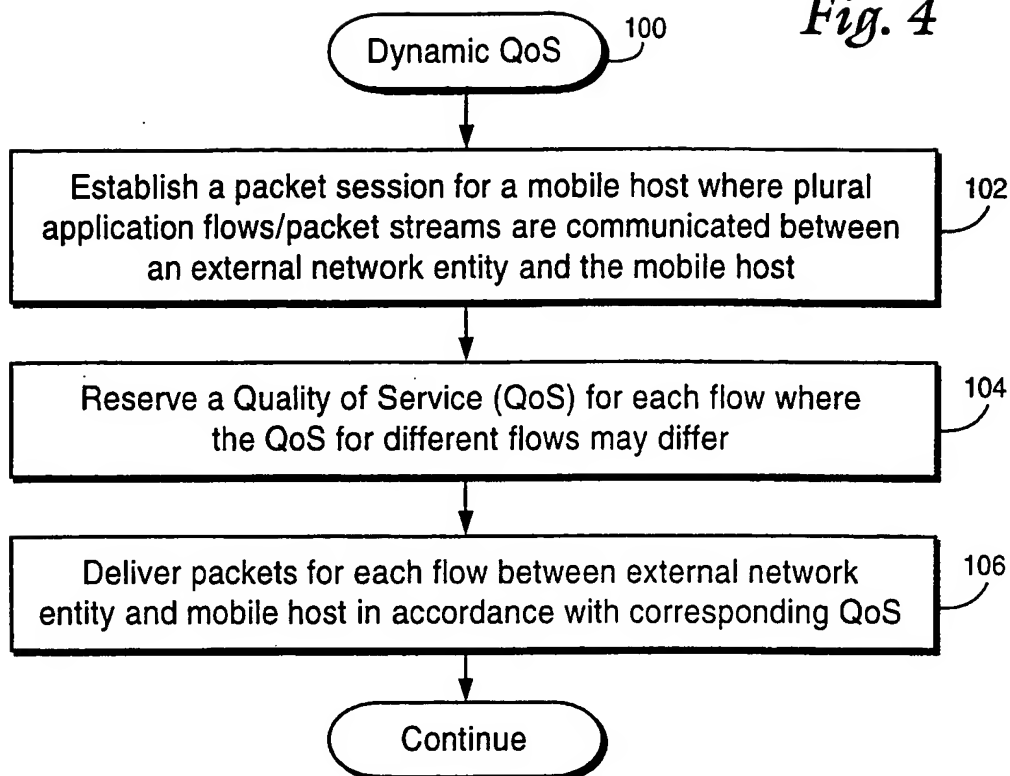 Fig. 4
Dynamic QoS
100
Establish a packet session for a mobile host where plural
application flows/packet streams are communicated between
an external network entity and the mobile host
102
Reserve a Quality of Service (QoS) for each flow where
the QoS for different flows may differ
104
Deliver packets for each flow between external network
entity and mobile host in accordance with corresponding QoS
106
Continue